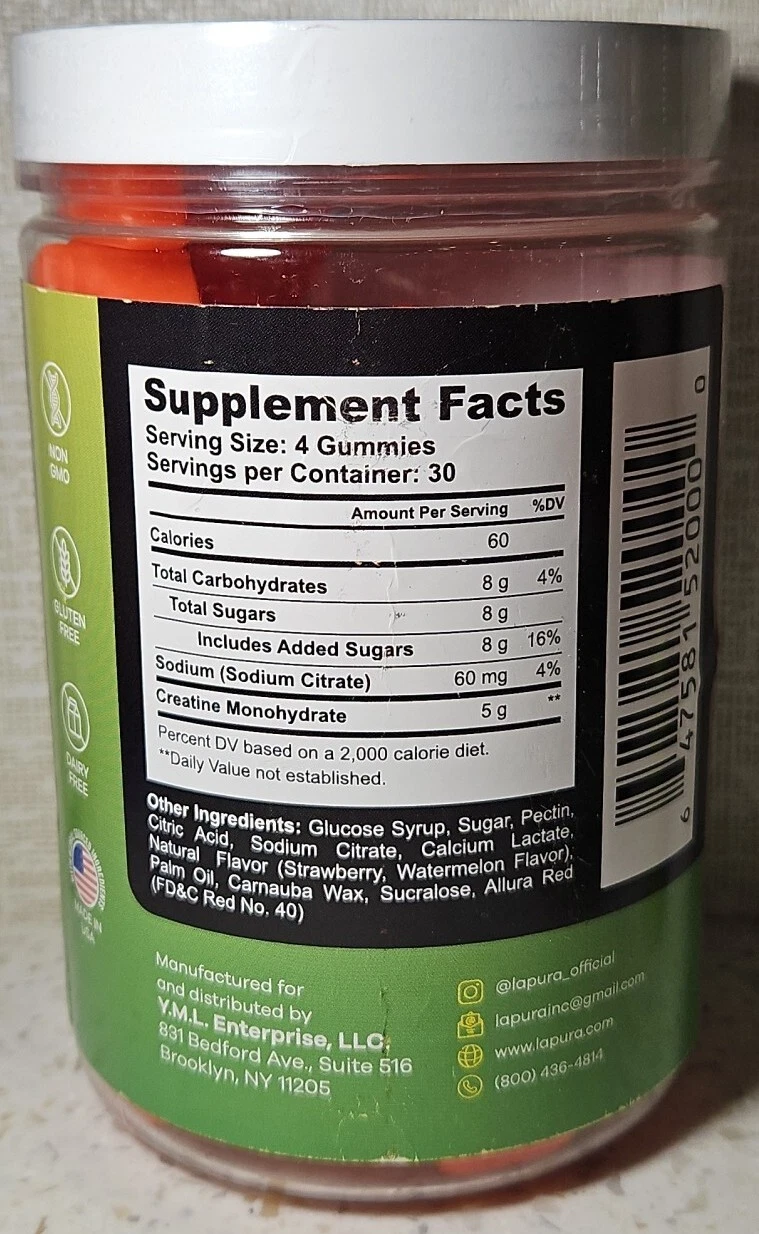 NON
GMO
GLUTEN
FREE
DAIRY
FREE
MADE IN
USA
Supplement Facts
Serving Size: 4 Gummies
Servings per Container: 30
Amount Per Serving %DV
Calories 60
Total Carbohydrates 8 g 4%
Total Sugars 8 g
Includes Added Sugars 8 g 16%
Sodium (Sodium Citrate) 60 mg 4%
Creatine Monohydrate 5 g **
Percent DV based on a 2,000 calorie diet.
**Daily Value not established.
Other Ingredients: Glucose Syrup, Sugar, Pectin,
Citric Acid, Sodium Citrate, Calcium Lactate,
Natural Flavor (Strawberry, Watermelon Flavor),
Palm Oil, Carnauba Wax, Sucralose, Allura Red
(FD&C Red No. 40)
6 47581 52000 0
Manufactured for
and distributed by
Y.M.L. Enterprise, LLC.
831 Bedford Ave., Suite 516
Brooklyn, NY 11205
@lapura_official
lapurainc@gmail.com
www.lapura.com
(800) 436-4814